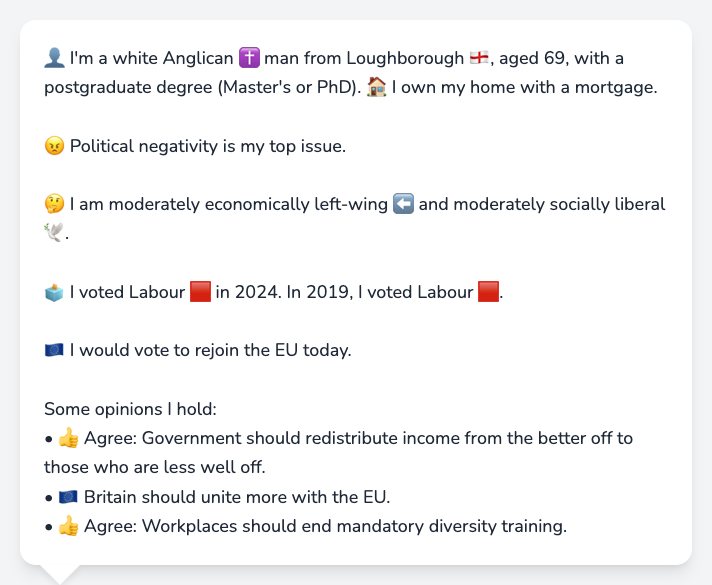 👤 I'm a white Anglican ✝️ man from Loughborough 🏴󠁧󠁢󠁥󠁮󠁧󠁿, aged 69, with a
postgraduate degree (Master's or PhD). 🏠 I own my home with a mortgage.
😠 Political negativity is my top issue.
🤔 I am moderately economically left-wing ⬅️ and moderately socially liberal
🕊️.
🗳️ I voted Labour 🟥 in 2024. In 2019, I voted Labour 🟥.
🇪🇺 I would vote to rejoin the EU today.
Some opinions I hold:
• 👍 Agree: Government should redistribute income from the better off to
those who are less well off.
• 🇪🇺 Britain should unite more with the EU.
• 👍 Agree: Workplaces should end mandatory diversity training.